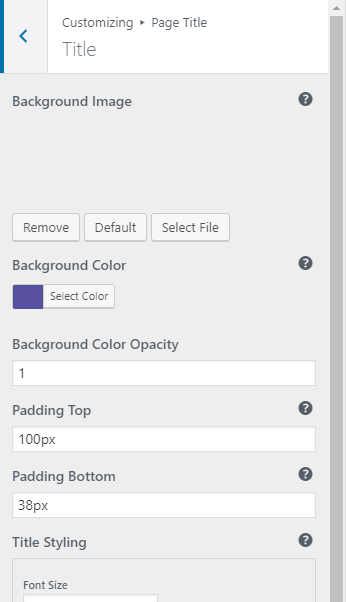 Customizing ▸ Page Title
Title
Background Image
Remove Default Select File
Background Color
Select Color
Background Color Opacity
1
Padding Top
100px
Padding Bottom
38px
Title Styling
Font Size